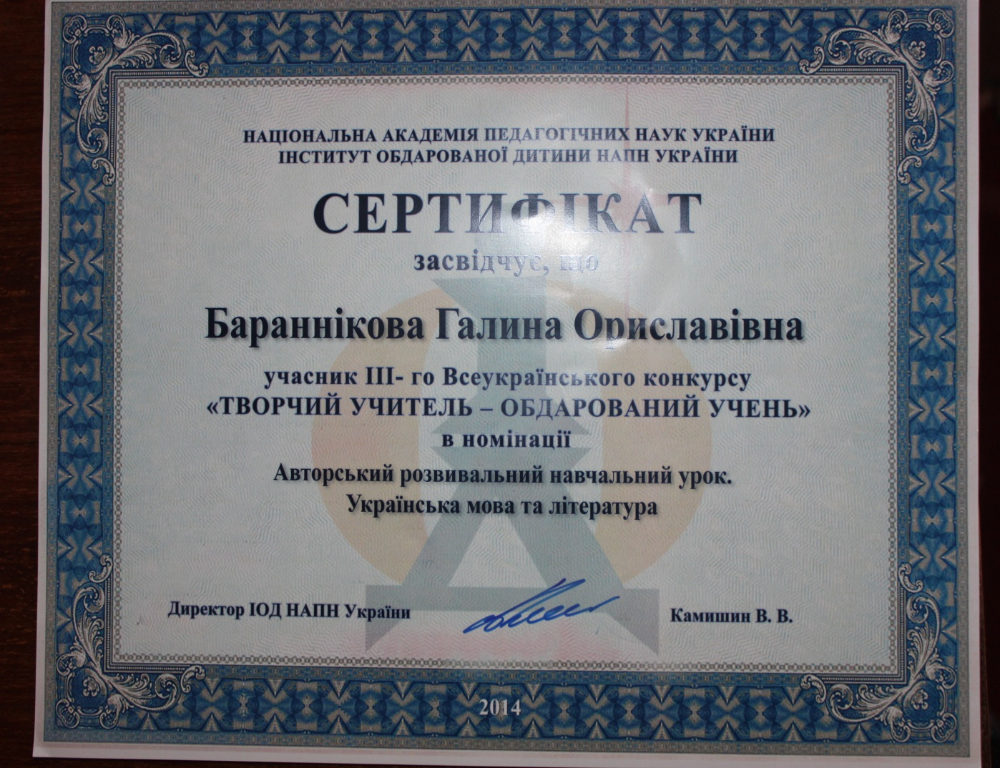 НАЦІОНАЛЬНА АКАДЕМІЯ ПЕДАГОГІЧНИХ НАУК УКРАЇНИ
ІНСТИТУТ ОБДАРОВАНОЇ ДИТИНИ НАПН УКРАЇНИ
СЕРТИФІКАТ
засвідчує, що
Бараннікова Галина Ориславівна
учасник ІІІ- го Всеукраїнського конкурсу
«ТВОРЧИЙ УЧИТЕЛЬ – ОБДАРОВАНИЙ УЧЕНЬ»
в номінації
Авторський розвивальний навчальний урок.
Українська мова та література
Директор ІОД НАПН України Камишин В. В.
2014